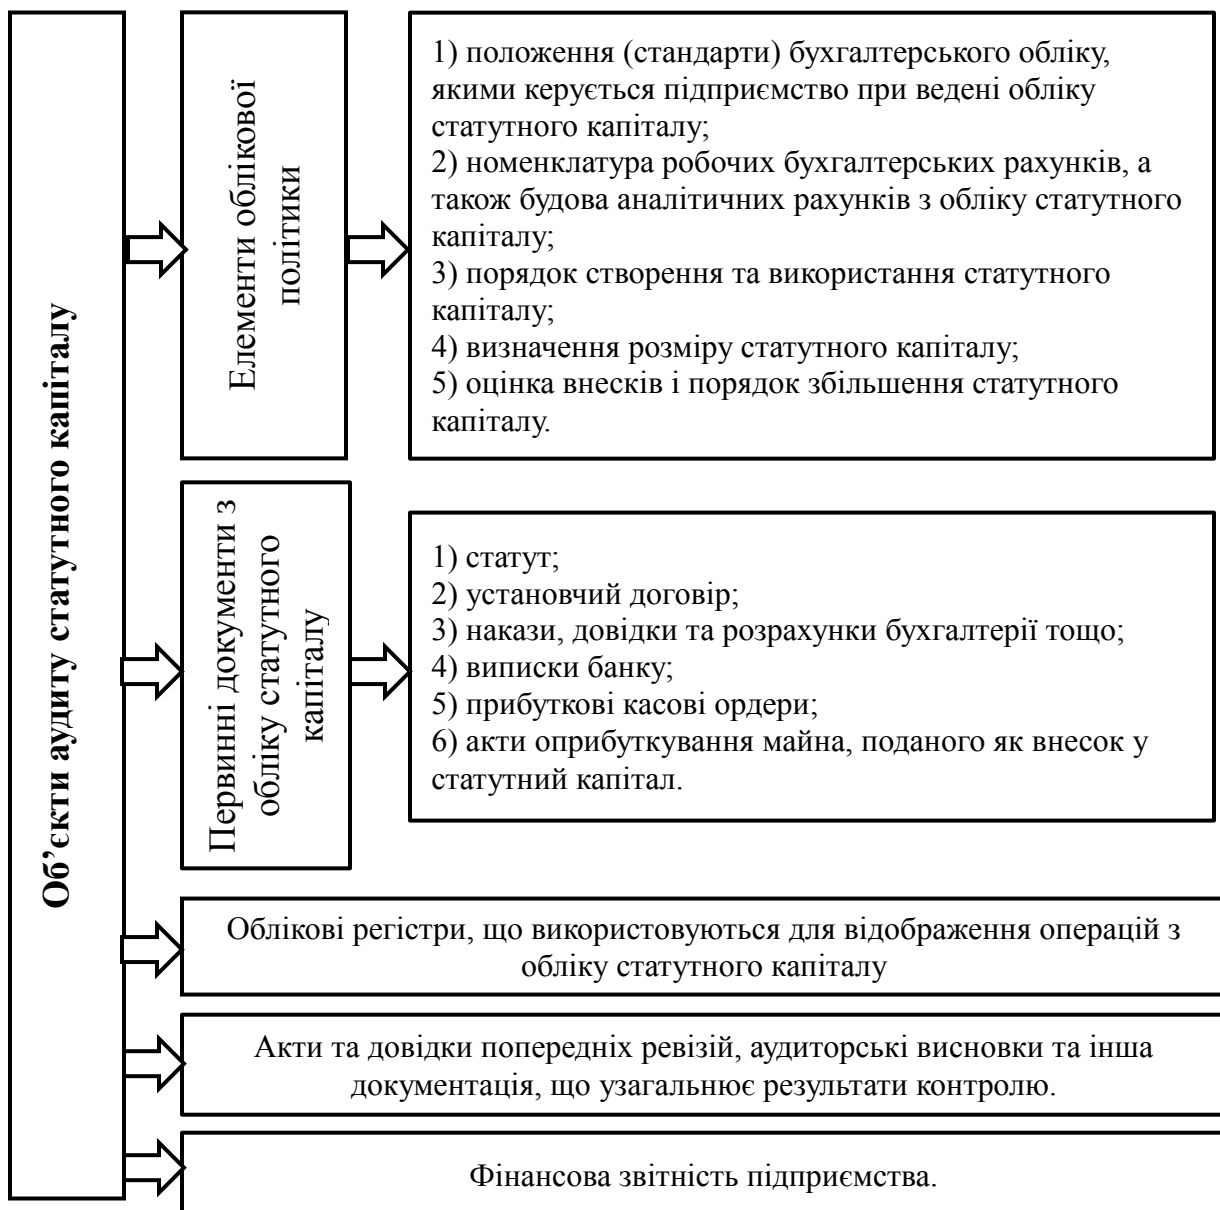 Об’єкти аудиту статутного капіталу
Елементи облікової
політики
1) положення (стандарти) бухгалтерського обліку,
якими керується підприємство при ведені обліку
статутного капіталу;
2) номенклатура робочих бухгалтерських рахунків, а
також будова аналітичних рахунків з обліку статутного
капіталу;
3) порядок створення та використання статутного
капіталу;
4) визначення розміру статутного капіталу;
5) оцінка внесків і порядок збільшення статутного
капіталу.
Первинні документи з
обліку статутного
капіталу
1) статут;
2) установчий договір;
3) накази, довідки та розрахунки бухгалтерії тощо;
4) виписки банку;
5) прибуткові касові ордери;
6) акти оприбуткування майна, поданого як внесок у
статутний капітал.
Облікові регістри, що використовуються для відображення операцій з
обліку статутного капіталу
Акти та довідки попередніх ревізій, аудиторські висновки та інша
документація, що узагальнює результати контролю.
Фінансова звітність підприємства.